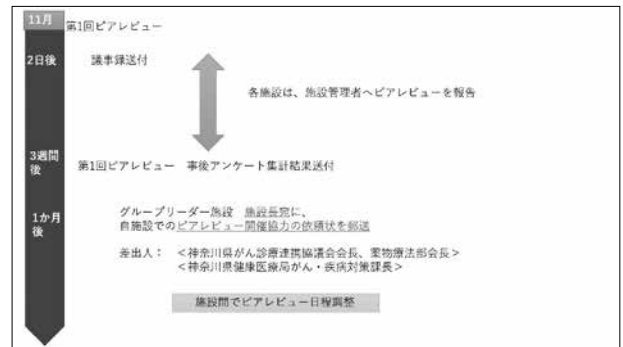 11月
第1回ピアレビュー
2日後
議事録送付
各施設は、施設管理者へピアレビューを報告
3週間後
第1回ピアレビュー 事後アンケート集計結果送付
1か月後
グループリーダー施設 施設長宛に、
自施設でのピアレビュー開催協力の依頼状を郵送
差出人： ＜神奈川県がん診療連携協議会会長、薬物療法部会長＞
＜神奈川県健康医療局がん・疾病対策課長＞
施設間でピアレビュー日程調整